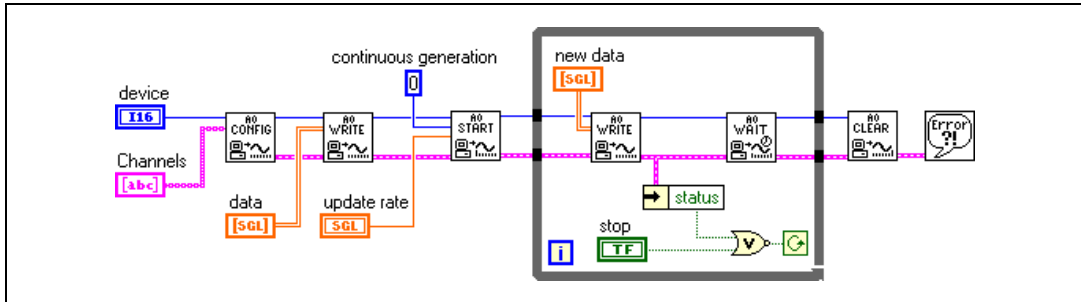 continuous generation
0
device
I16
AO CONFIG
AO WRITE
AO START
new data
[SGL]
AO WRITE
AO WAIT
AO CLEAR
Error ?!
Channels
[abc]
data
[SGL]
update rate
SGL
status
stop
TF
V
i